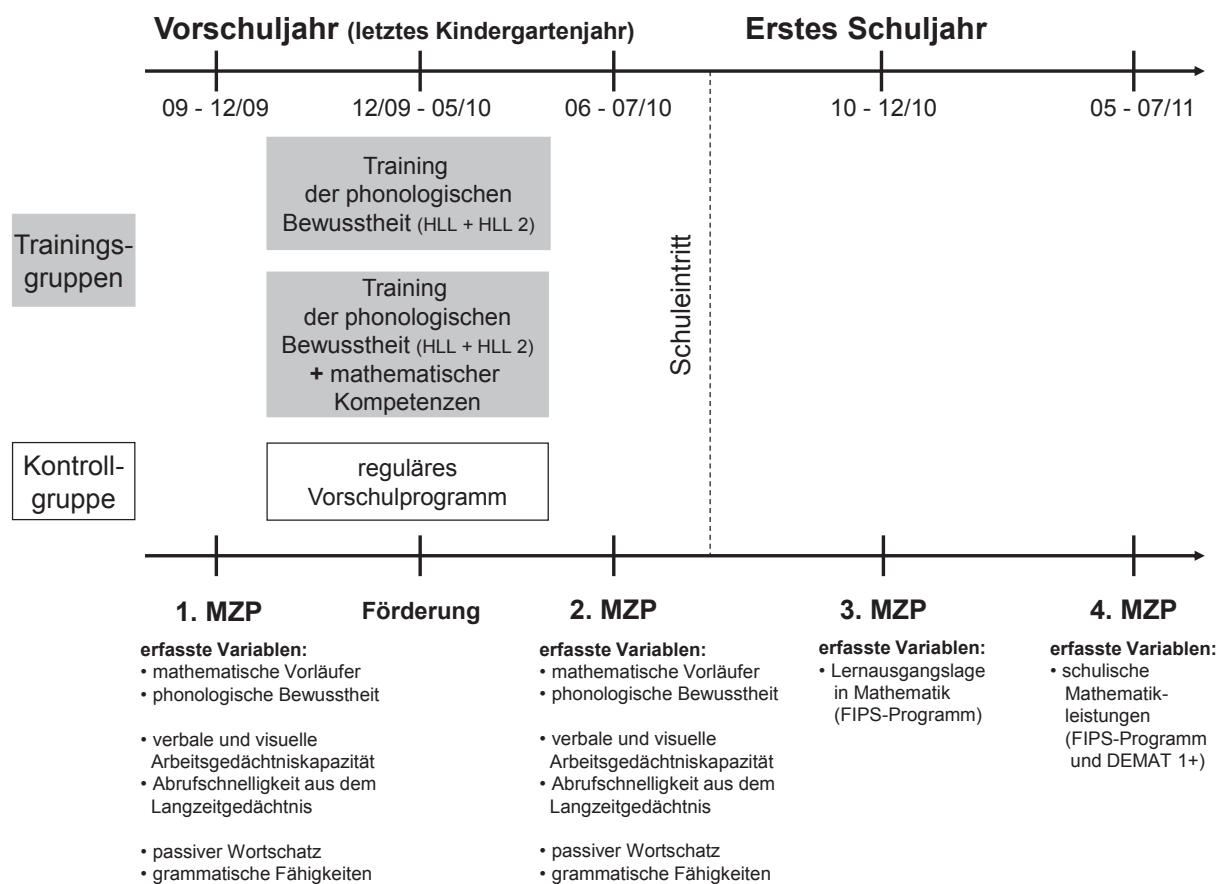 Vorschuljahr (letztes Kindergartenjahr)
Erstes Schuljahr
09 - 12/09
12/09 - 05/10
06 - 07/10
10 - 12/10
05 - 07/11
Trainings-
gruppen
Training
der phonologischen
Bewusstheit (HLL + HLL 2)
Training
der phonologischen
Bewusstheit (HLL + HLL 2)
+ mathematischer
Kompetenzen
Schuleintritt
Kontroll-
gruppe
reguläres
Vorschulprogramm
1. MZP
Förderung
2. MZP
3. MZP
4. MZP
erfasste Variablen:
• mathematische Vorläufer
• phonologische Bewusstheit
• verbale und visuelle
Arbeitsgedächtniskapazität
• Abrufschnelligkeit aus dem
Langzeitgedächtnis
• passiver Wortschatz
• grammatische Fähigkeiten
erfasste Variablen:
• mathematische Vorläufer
• phonologische Bewusstheit
• verbale und visuelle
Arbeitsgedächtniskapazität
• Abrufschnelligkeit aus dem
Langzeitgedächtnis
• passiver Wortschatz
• grammatische Fähigkeiten
erfasste Variablen:
• Lernausgangslage
in Mathematik
(FIPS-Programm)
erfasste Variablen:
• schulische
Mathematik-
leistungen
(FIPS-Programm
und DEMAT 1+)